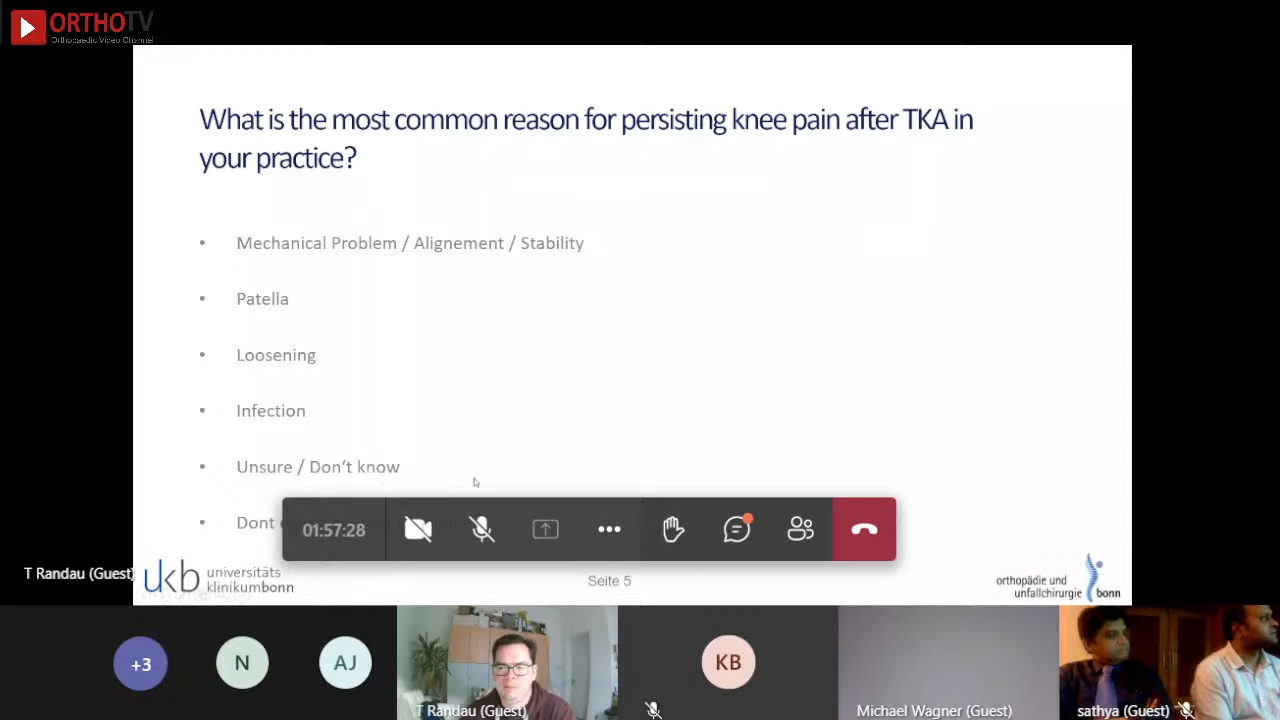 ORTHOTV
Orthopaedic Video Channel
What is the most common reason for persisting knee pain after TKA in
your practice?
• Mechanical Problem / Alignement / Stability
• Patella
• Loosening
• Infection
• Unsure / Don't know
• Dont
01:57:28
T Randau (Guest)
ukb universitäts
klinikumbonn
Seite 5
orthopädie und
unfallchirurgie bonn
+3
N
AJ
T Randau (Guest)
KB
Michael Wagner (Guest)
sathya (Guest)